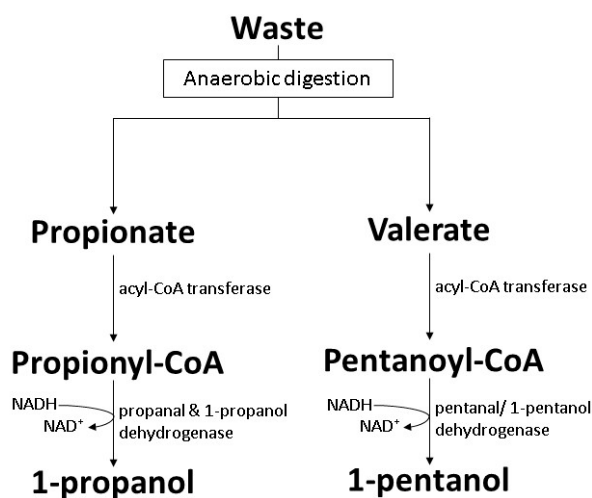 Waste
Anaerobic digestion
Propionate
Valerate
acyl-CoA transferase
acyl-CoA transferase
Propionyl-CoA
Pentanoyl-CoA
NADH
NAD⁺
propanal & 1-propanol
dehydrogenase
NADH
NAD⁺
pentanal/ 1-pentanol
dehydrogenase
1-propanol
1-pentanol